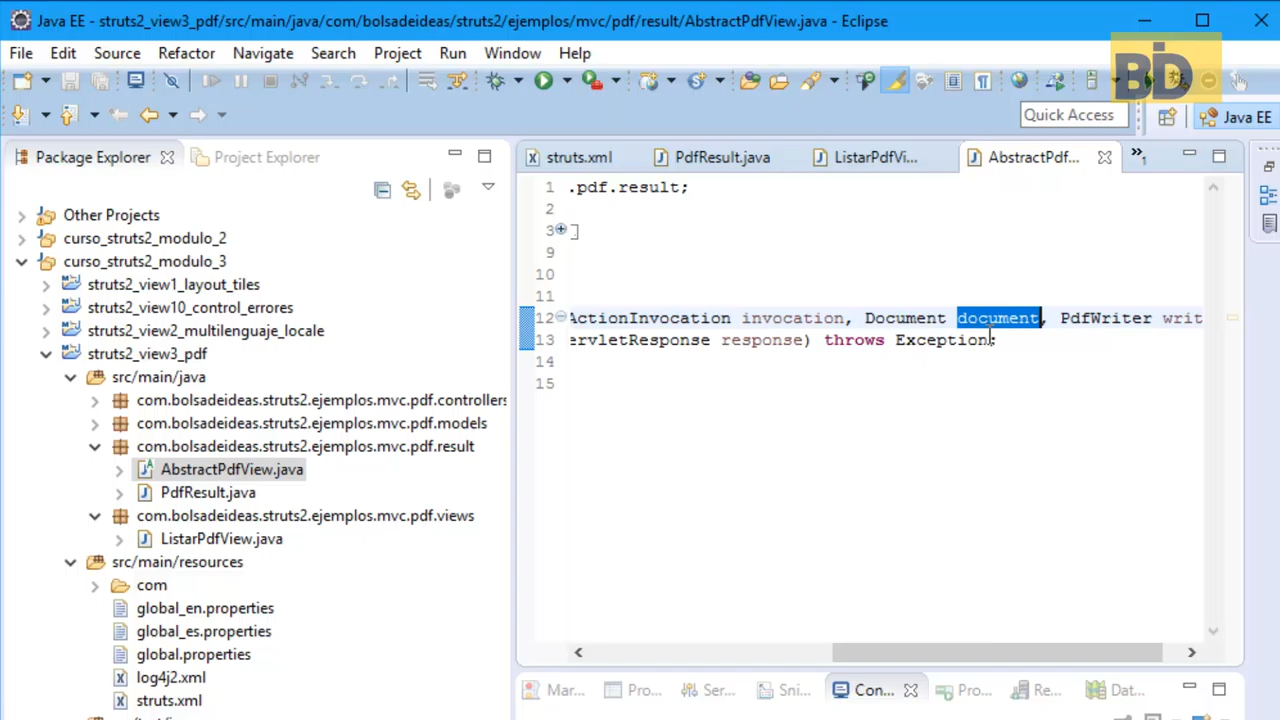 Java EE - struts2_view3_pdf/src/main/java/com/bolsadeideas/struts2/ejemplos/mvc/pdf/result/AbstractPdfView.java - Eclipse
File Edit Source Refactor Navigate Search Project Run Window Help
BD
Quick Access
Java EE
Package Explorer
Project Explorer
Other Projects
curso_struts2_modulo_2
curso_struts2_modulo_3
struts2_view1_layout_tiles
struts2_view10_control_errores
struts2_view2_multilenguaje_locale
struts2_view3_pdf
src/main/java
com.bolsadeideas.struts2.ejemplos.mvc.pdf.controllers
com.bolsadeideas.struts2.ejemplos.mvc.pdf.models
com.bolsadeideas.struts2.ejemplos.mvc.pdf.result
AbstractPdfView.java
PdfResult.java
com.bolsadeideas.struts2.ejemplos.mvc.pdf.views
ListarPdfView.java
src/main/resources
com
global_en.properties
global_es.properties
global.properties
log4j2.xml
struts.xml
struts.xml PdfResult.java ListarPdfVi... AbstractPdf... »1
1 .pdf.result;
2
3
9
10
11
12 ActionInvocation invocation, Document document, PdfWriter writ
13 ervletResponse response) throws Exception;
14
15
Mar... Pro... Ser... Sni... Con... Pro... Re... Dat...